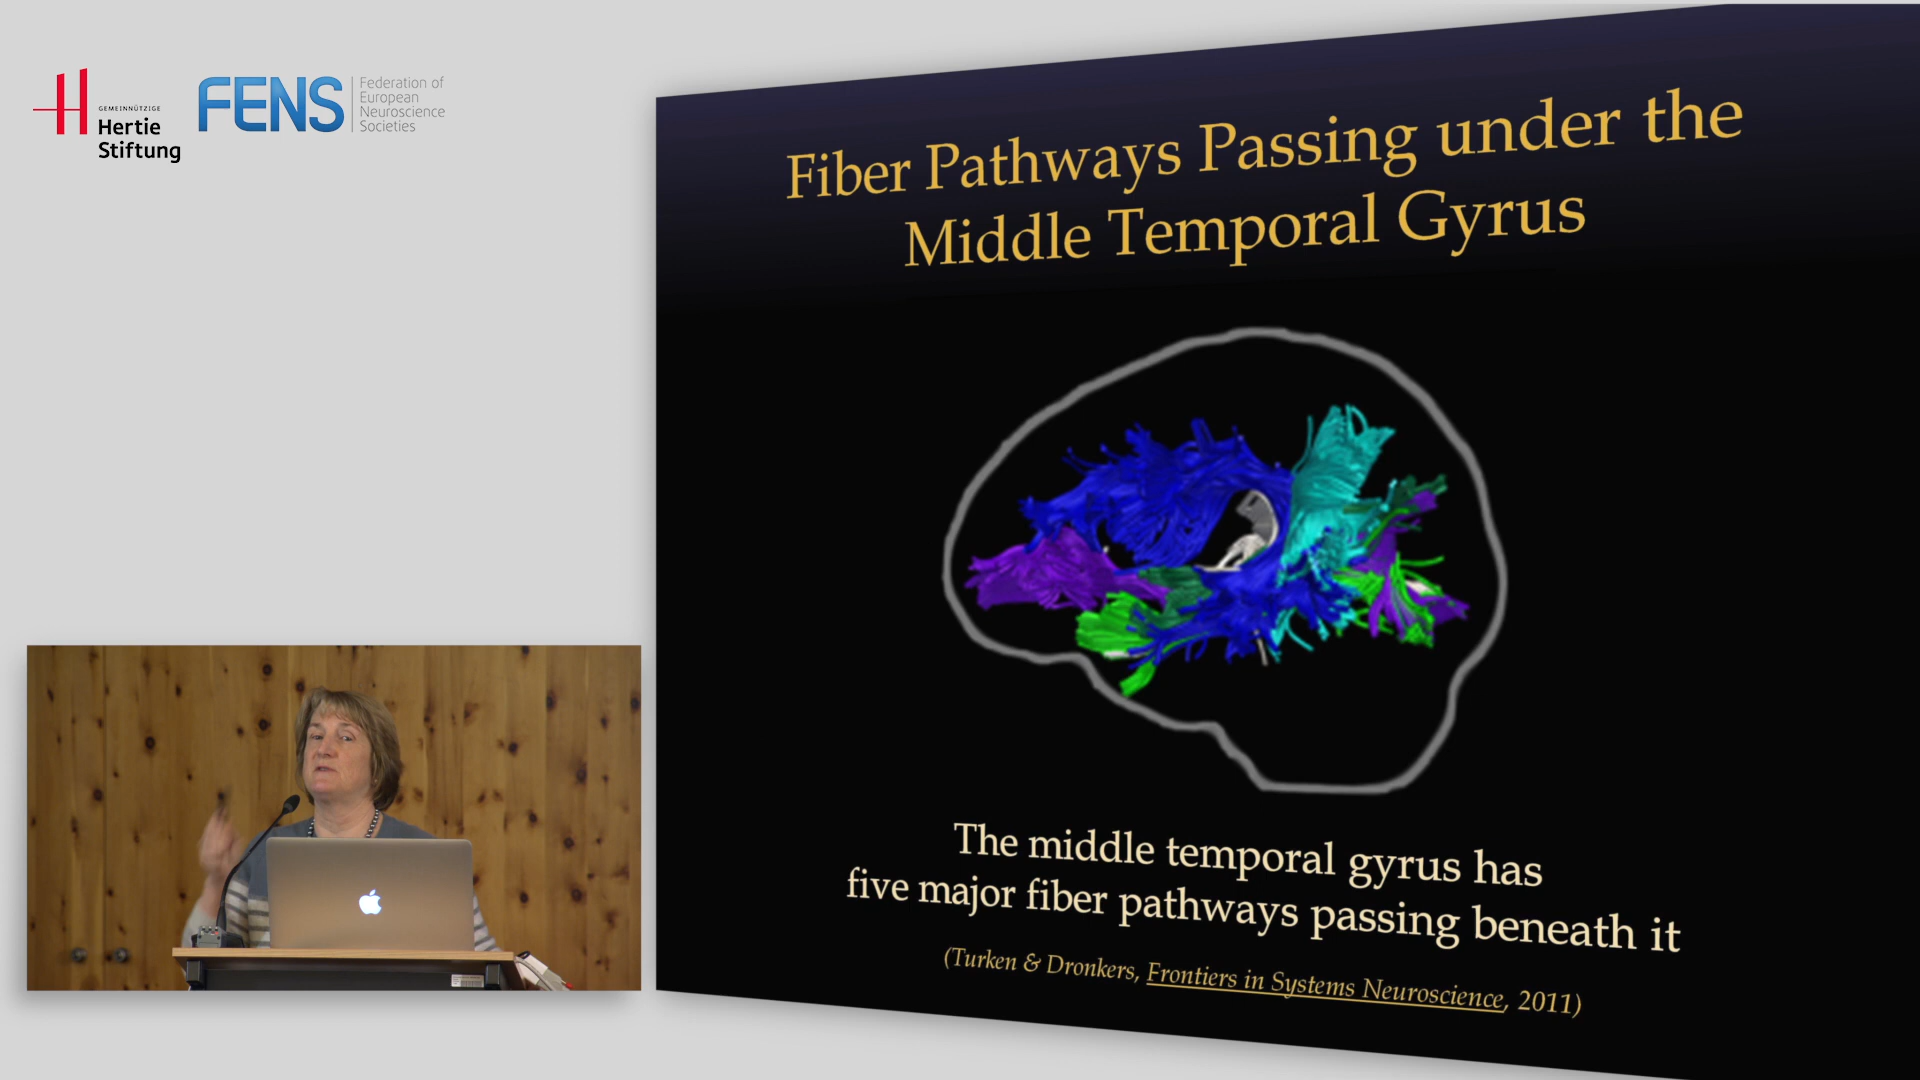 GEMEINNÜTZIGE
Hertie
Stiftung
FENS
Federation of
European
Neuroscience
Societies
Fiber Pathways Passing under the
Middle Temporal Gyrus
The middle temporal gyrus has
five major fiber pathways passing beneath it
(Turken & Dronkers, Frontiers in Systems Neuroscience, 2011)